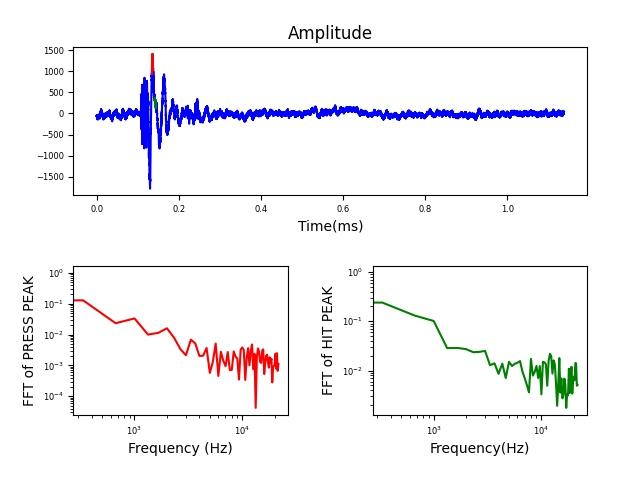 Amplitude
1500
1000
500
0
−500
−1000
−1500
0.0 0.2 0.4 0.6 0.8 1.0
Time(ms)
FFT of PRESS PEAK
10⁰
10⁻¹
10⁻²
10⁻³
10⁻⁴
10³ 10⁴
Frequency (Hz)
FFT of HIT PEAK
10⁰
10⁻¹
10⁻²
10³ 10⁴
Frequency(Hz)